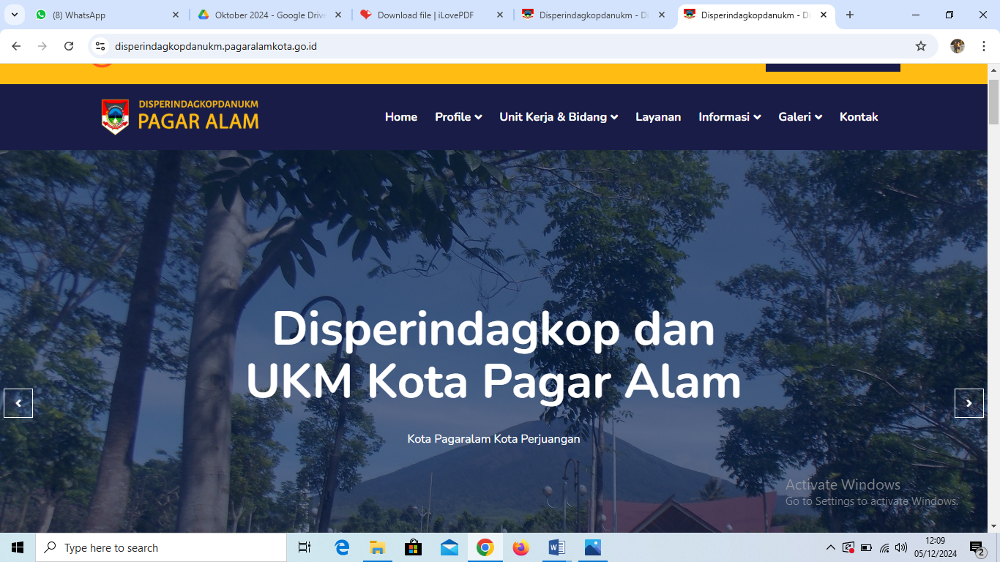 (8) WhatsApp
Oktober 2024 - Google Drive
Download file | iLovePDF
Disperindagkopdanukm - Di
Disperindagkopdanukm - Di
disperindagkopdanukm.pagaralamkota.go.id
DISPERINDAGKOPDANUKM
PAGAR ALAM
Home Profile Unit Kerja & Bidang Layanan Informasi Galeri Kontak
Disperindagkop dan
UKM Kota Pagar Alam
Kota Pagaralam Kota Perjuangan
Activate Windows
Go to Settings to activate Windows.
Type here to search
12:09
05/12/2024
2